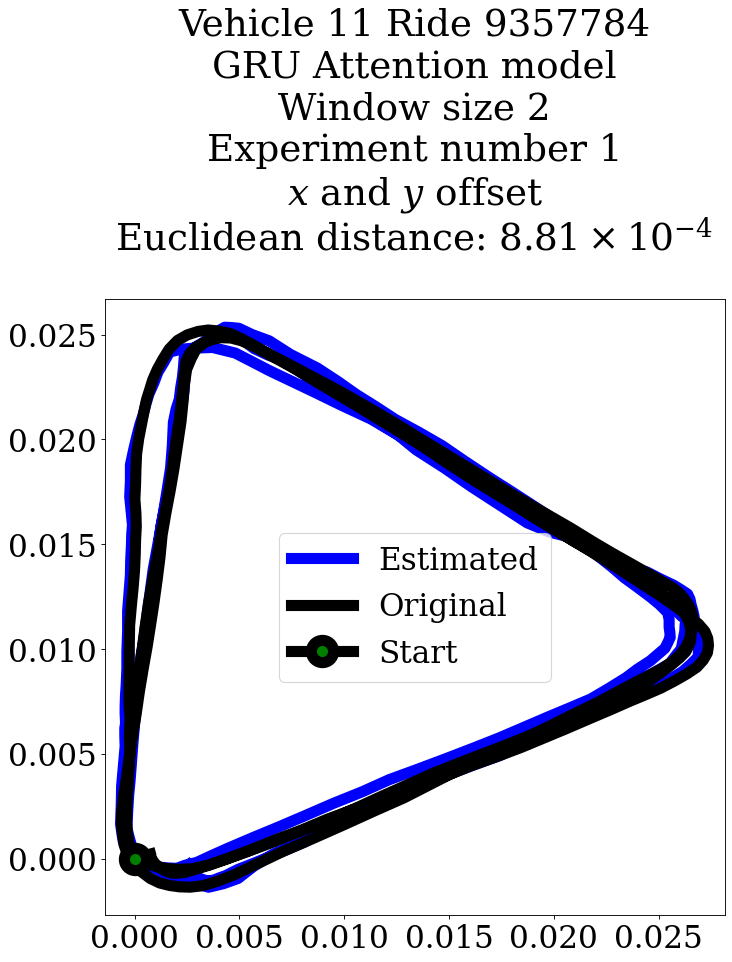 Vehicle 11 Ride 9357784
GRU Attention model
Window size 2
Experiment number 1
x and y offset
Euclidean distance: 8.81 × 10⁻⁴
0.025
0.020
0.015
0.010
0.005
0.000
Estimated
Original
Start
0.000 0.005 0.010 0.015 0.020 0.025